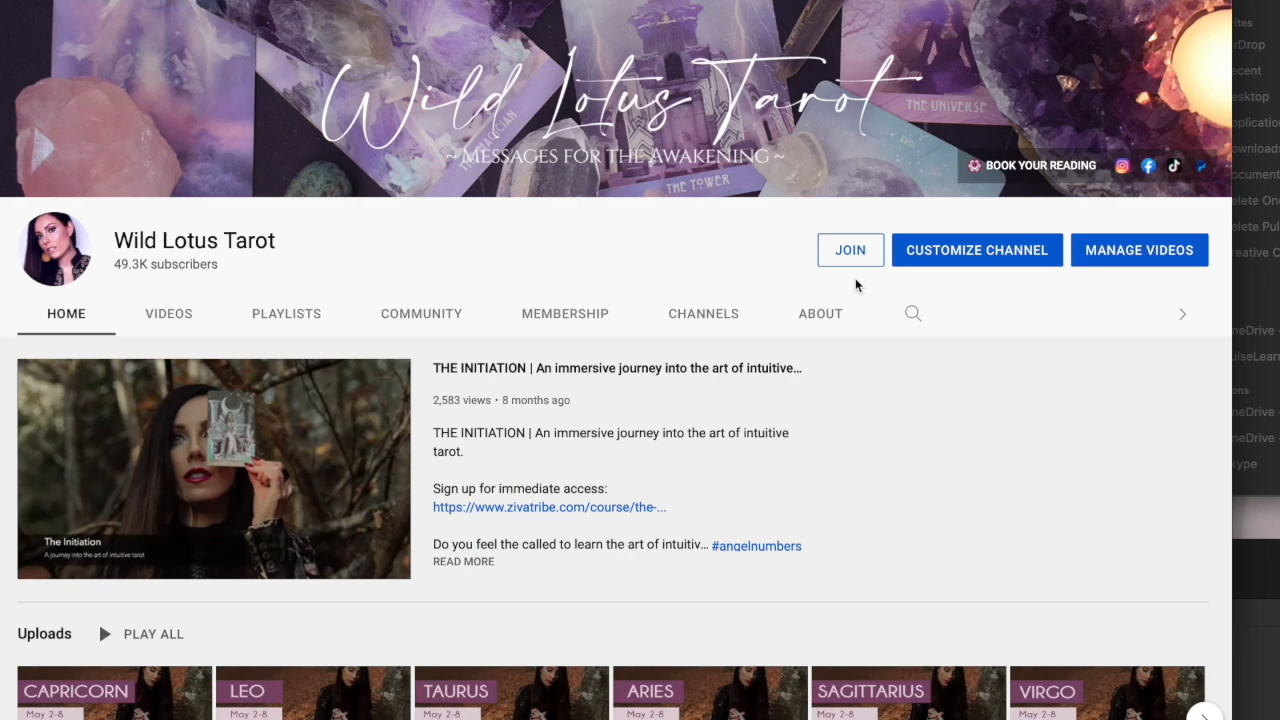 Wild Lotus Tarot
~ MESSAGES FOR THE AWAKENING ~
MAGICIAN
THE TOWER
THE UNIVERSE
BOOK YOUR READING
Wild Lotus Tarot
49.3K subscribers
JOIN
CUSTOMIZE CHANNEL
MANAGE VIDEOS
HOME
VIDEOS
PLAYLISTS
COMMUNITY
MEMBERSHIP
CHANNELS
ABOUT
The Initiation
A journey into the art of intuitive tarot
THE INITIATION | An immersive journey into the art of intuitive...
2,583 views • 8 months ago
THE INITIATION | An immersive journey into the art of intuitive
tarot.
Sign up for immediate access:
https://www.zivatribe.com/course/the-...
Do you feel the called to learn the art of intuitiv... #angelnumbers
READ MORE
Uploads
PLAY ALL
CAPRICORN
May 2-8
LEO
May 2-8
TAURUS
May 2-8
ARIES
May 2-8
SAGITTARIUS
May 2-8
VIRGO
May 2-8
rites
rDrop
ecent
esktop
pplication
ownloads
ocument
elete One
elete Pul
reative C
neDrive -
ulseLearn
ons
neDrive -
neDrive -
kype